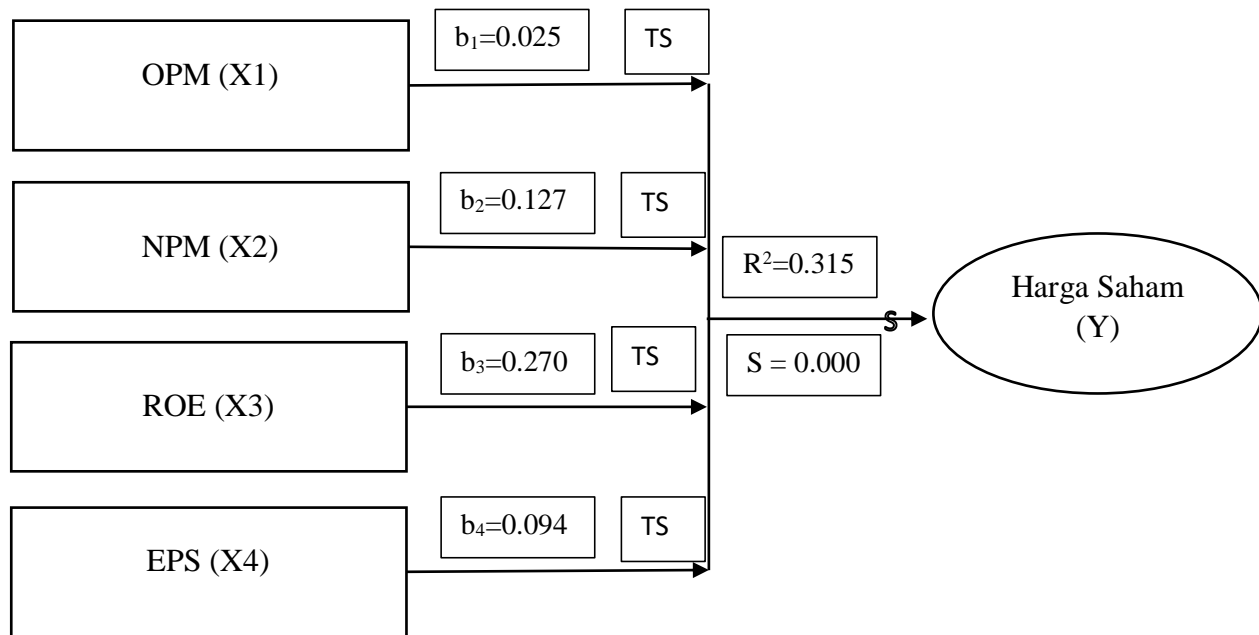 OPM (X1)
b₁=0.025
TS
NPM (X2)
b₂=0.127
TS
ROE (X3)
b₃=0.270
TS
EPS (X4)
b₄=0.094
TS
R²=0.315
S
S = 0.000
Harga Saham
(Y)